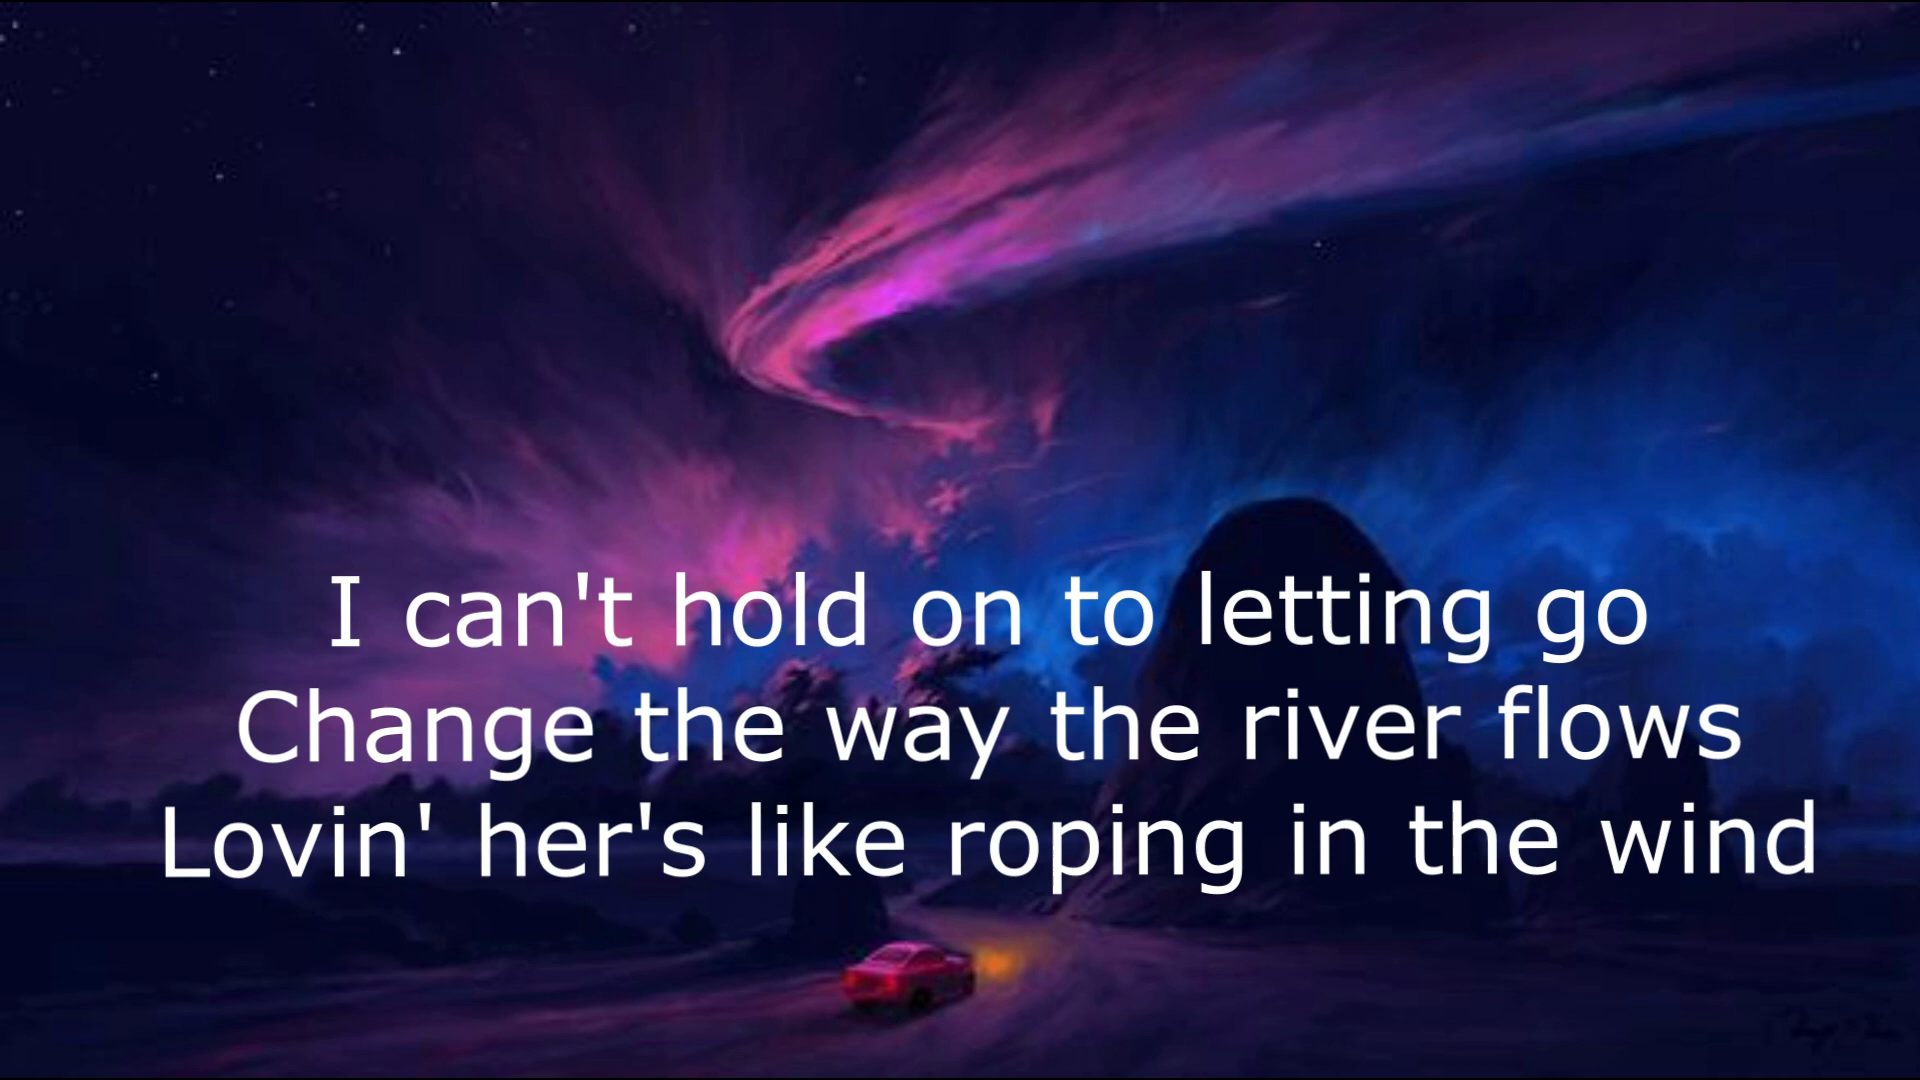 I can't hold on to letting go
Change the way the river flows
Lovin' her's like roping in the wind